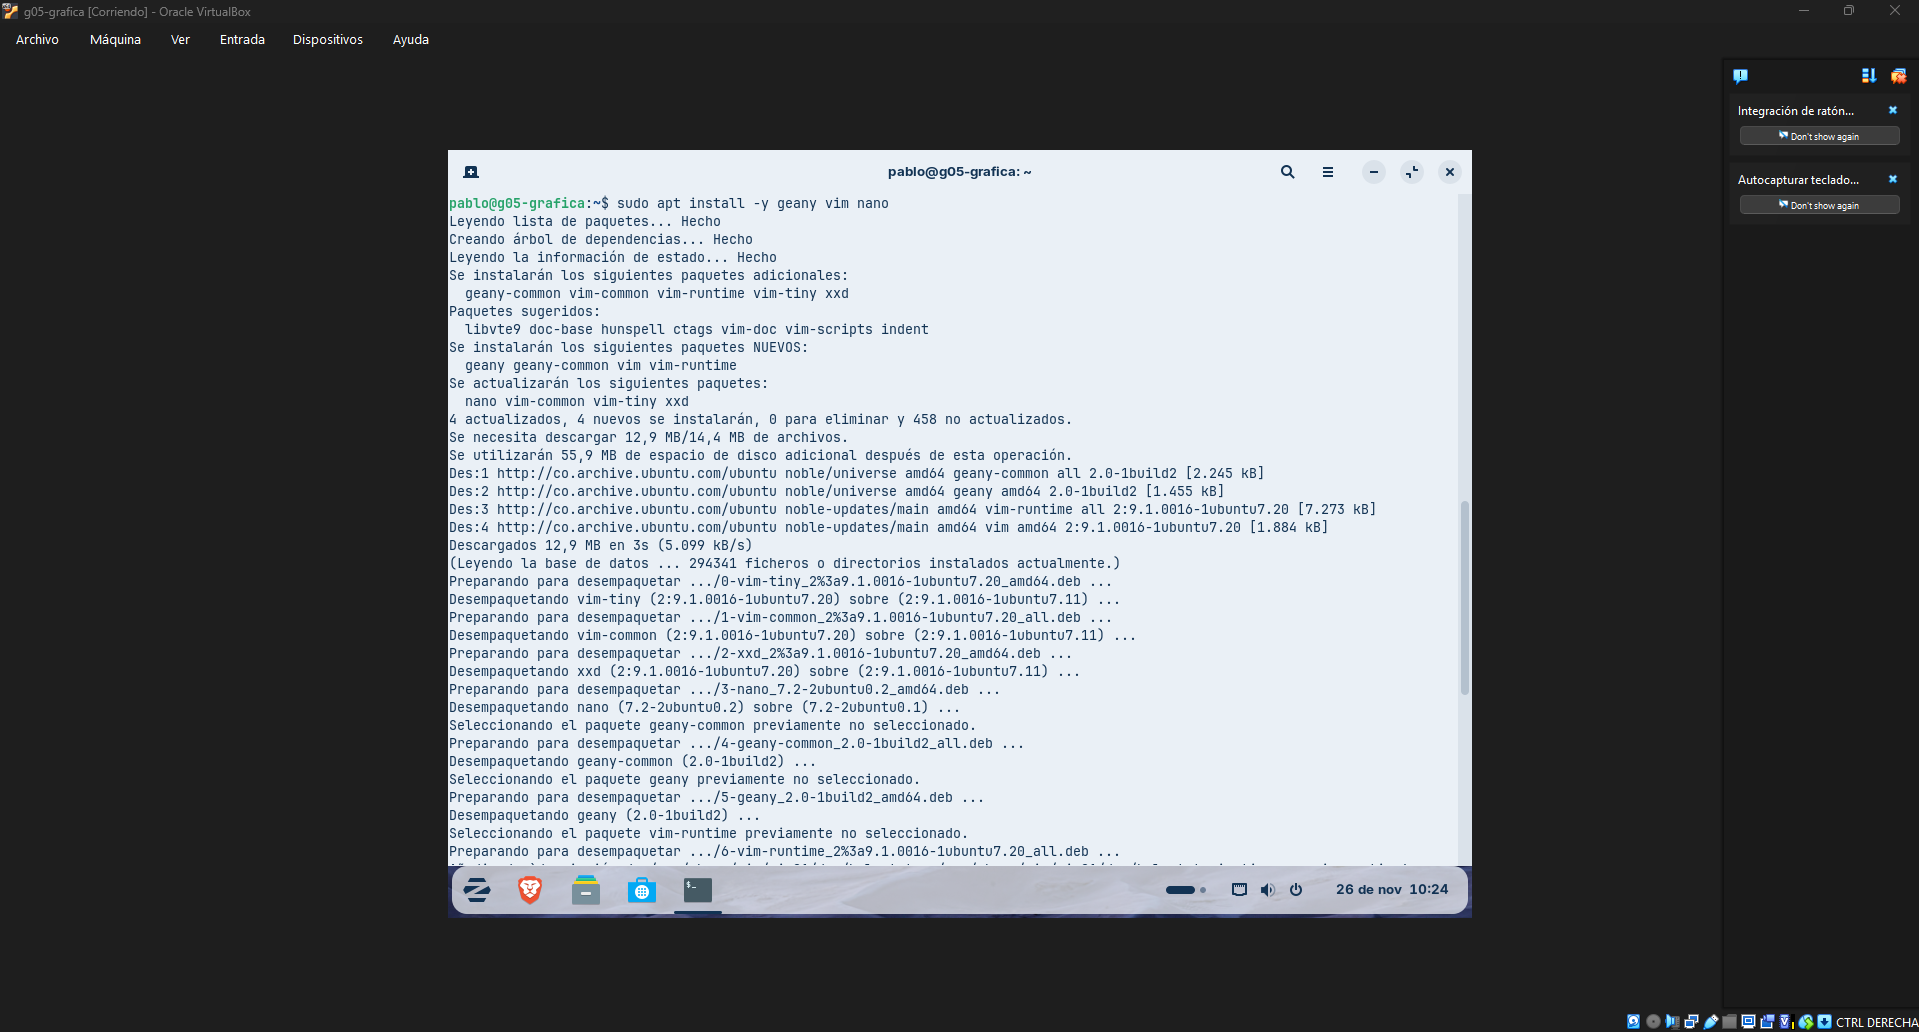 g05-grafica [Corriendo] - Oracle VirtualBox
Archivo Máquina Ver Entrada Dispositivos Ayuda
Integración de ratón...
Don't show again
Autocapturar teclado...
Don't show again
pablo@g05-grafica: ~
pablo@g05-grafica:~$ sudo apt install -y geany vim nano
Leyendo lista de paquetes... Hecho
Creando árbol de dependencias... Hecho
Leyendo la información de estado... Hecho
Se instalarán los siguientes paquetes adicionales:
geany-common vim-common vim-runtime vim-tiny xxd
Paquetes sugeridos:
libvte9 doc-base hunspell ctags vim-doc vim-scripts indent
Se instalarán los siguientes paquetes NUEVOS:
geany geany-common vim vim-runtime
Se actualizarán los siguientes paquetes:
nano vim-common vim-tiny xxd
4 actualizados, 4 nuevos se instalarán, 0 para eliminar y 458 no actualizados.
Se necesita descargar 12,9 MB/14,4 MB de archivos.
Se utilizarán 55,9 MB de espacio de disco adicional después de esta operación.
Des:1 http://co.archive.ubuntu.com/ubuntu noble/universe amd64 geany-common all 2.0-1build2 [2.245 kB]
Des:2 http://co.archive.ubuntu.com/ubuntu noble/universe amd64 geany amd64 2.0-1build2 [1.455 kB]
Des:3 http://co.archive.ubuntu.com/ubuntu noble-updates/main amd64 vim-runtime all 2:9.1.0016-1ubuntu7.20 [7.273 kB]
Des:4 http://co.archive.ubuntu.com/ubuntu noble-updates/main amd64 vim amd64 2:9.1.0016-1ubuntu7.20 [1.884 kB]
Descargados 12,9 MB en 3s (5.099 kB/s)
(Leyendo la base de datos ... 294341 ficheros o directorios instalados actualmente.)
Preparando para desempaquetar .../0-vim-tiny_2%3a9.1.0016-1ubuntu7.20_amd64.deb ...
Desempaquetando vim-tiny (2:9.1.0016-1ubuntu7.20) sobre (2:9.1.0016-1ubuntu7.11) ...
Preparando para desempaquetar .../1-vim-common_2%3a9.1.0016-1ubuntu7.20_all.deb ...
Desempaquetando vim-common (2:9.1.0016-1ubuntu7.20) sobre (2:9.1.0016-1ubuntu7.11) ...
Preparando para desempaquetar .../2-xxd_2%3a9.1.0016-1ubuntu7.20_amd64.deb ...
Desempaquetando xxd (2:9.1.0016-1ubuntu7.20) sobre (2:9.1.0016-1ubuntu7.11) ...
Preparando para desempaquetar .../3-nano_7.2-2ubuntu0.2_amd64.deb ...
Desempaquetando nano (7.2-2ubuntu0.2) sobre (7.2-2ubuntu0.1) ...
Seleccionando el paquete geany-common previamente no seleccionado.
Preparando para desempaquetar .../4-geany-common_2.0-1build2_all.deb ...
Desempaquetando geany-common (2.0-1build2) ...
Seleccionando el paquete geany previamente no seleccionado.
Preparando para desempaquetar .../5-geany_2.0-1build2_amd64.deb ...
Desempaquetando geany (2.0-1build2) ...
Seleccionando el paquete vim-runtime previamente no seleccionado.
Preparando para desempaquetar .../6-vim-runtime_2%3a9.1.0016-1ubuntu7.20_all.deb ...
26 de nov 10:24
CTRL DERECHA